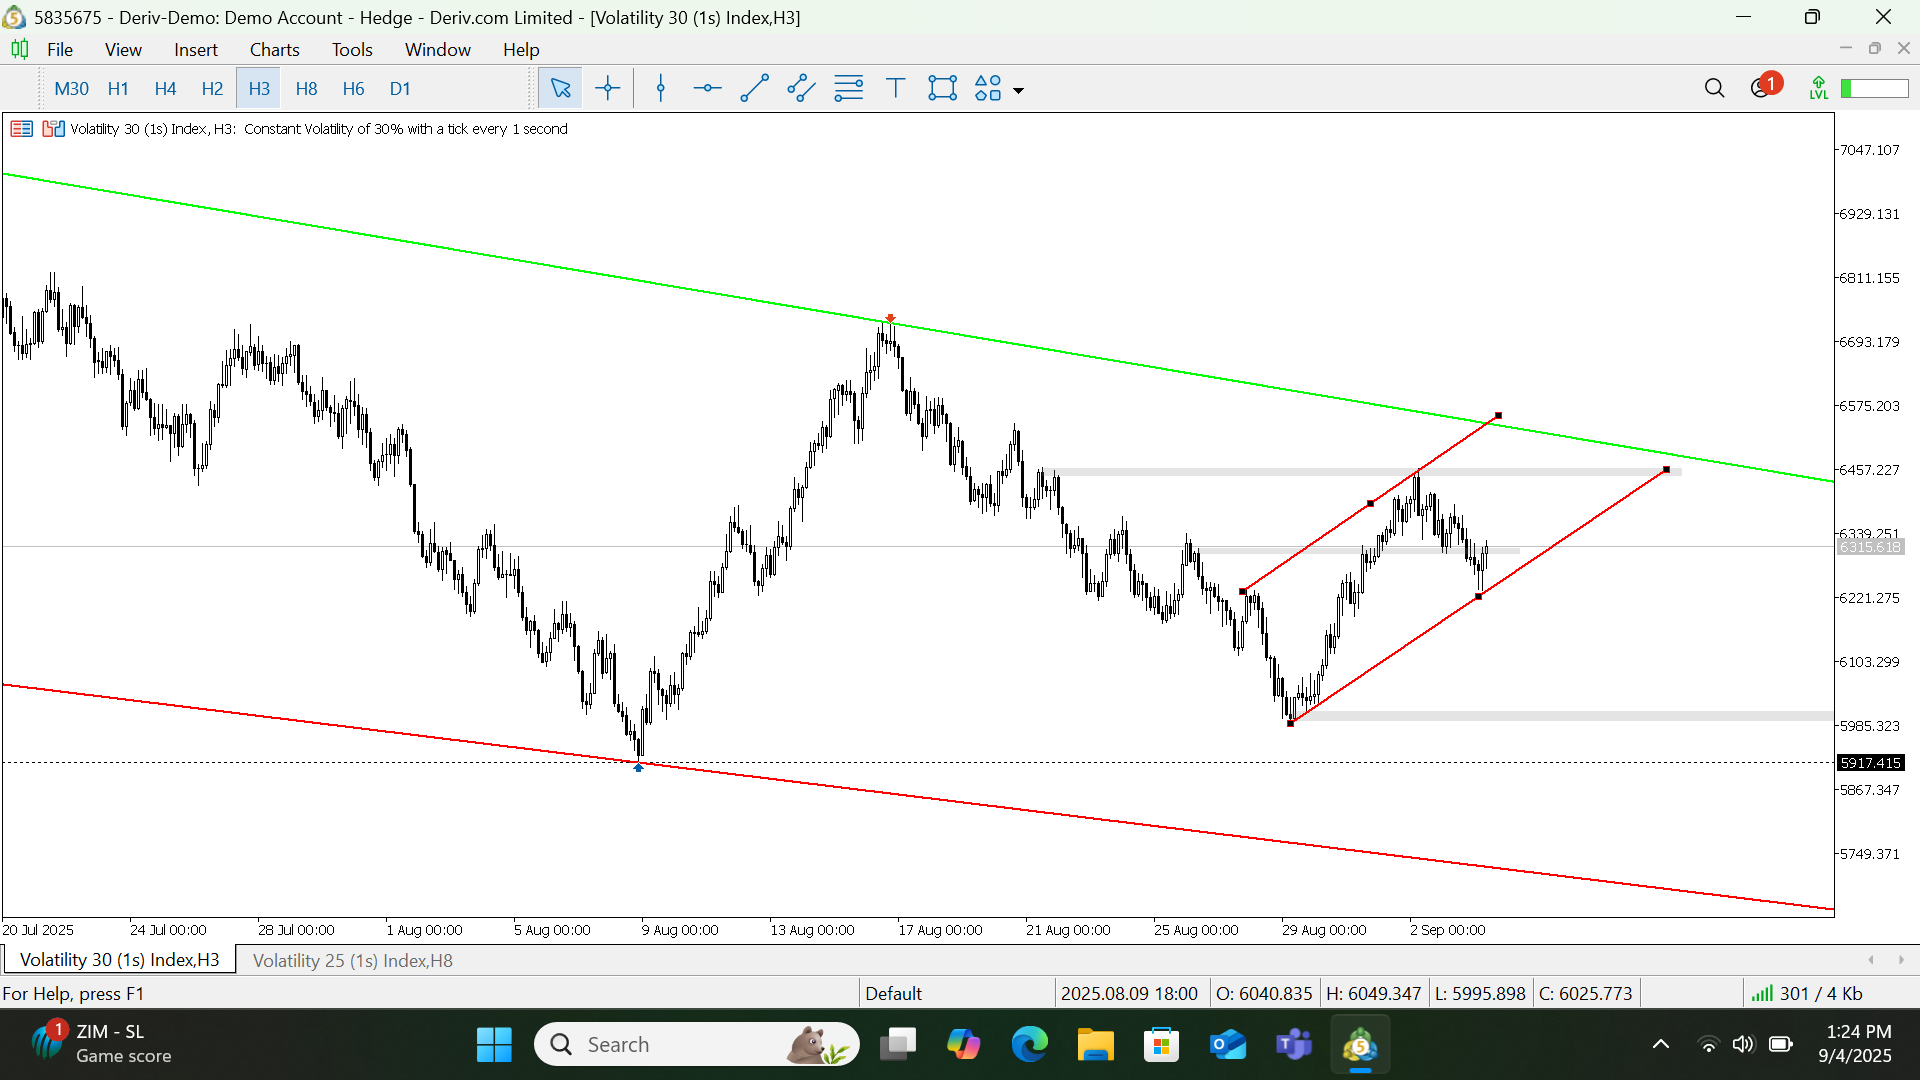 5835675 - Deriv-Demo: Demo Account - Hedge - Deriv.com Limited - [Volatility 30 (1s) Index,H3]
File View Insert Charts Tools Window Help
M30 H1 H4 H2 H3 H8 H6 D1 T 1 LVL
Volatility 30 (1s) Index, H3: Constant Volatility of 30% with a tick every 1 second
7047.107
6929.131
6811.155
6693.179
6575.203
6457.227
6339.251
6315.618
6221.275
6103.299
5985.323
5917.415
5867.347
5749.371
20 Jul 2025 24 Jul 00:00 28 Jul 00:00 1 Aug 00:00 5 Aug 00:00 9 Aug 00:00 13 Aug 00:00 17 Aug 00:00 21 Aug 00:00 25 Aug 00:00 29 Aug 00:00 2 Sep 00:00
Volatility 30 (1s) Index,H3 Volatility 25 (1s) Index,H8
For Help, press F1 Default 2025.08.09 18:00 O: 6040.835 H: 6049.347 L: 5995.898 C: 6025.773 301 / 4 Kb
1 ZIM - SL
Game score
Search
1:24 PM
9/4/2025